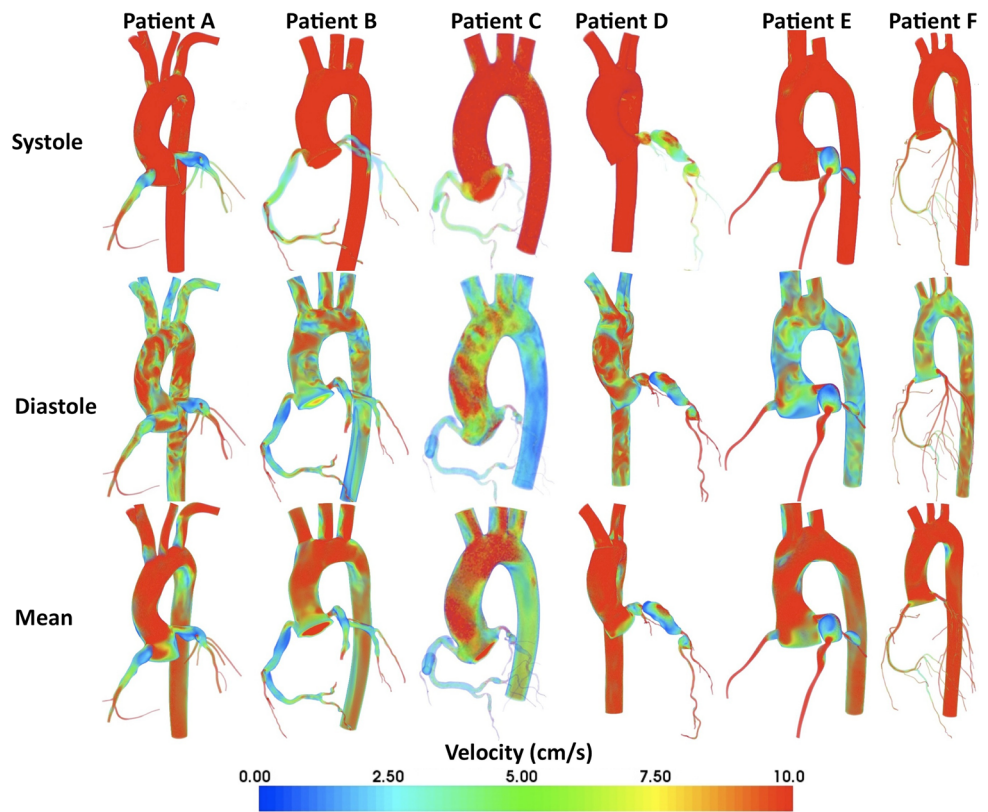 Patient A Patient B Patient C Patient D Patient E Patient F
Systole
Diastole
Mean
Velocity (cm/s)
0.00 2.50 5.00 7.50 10.0